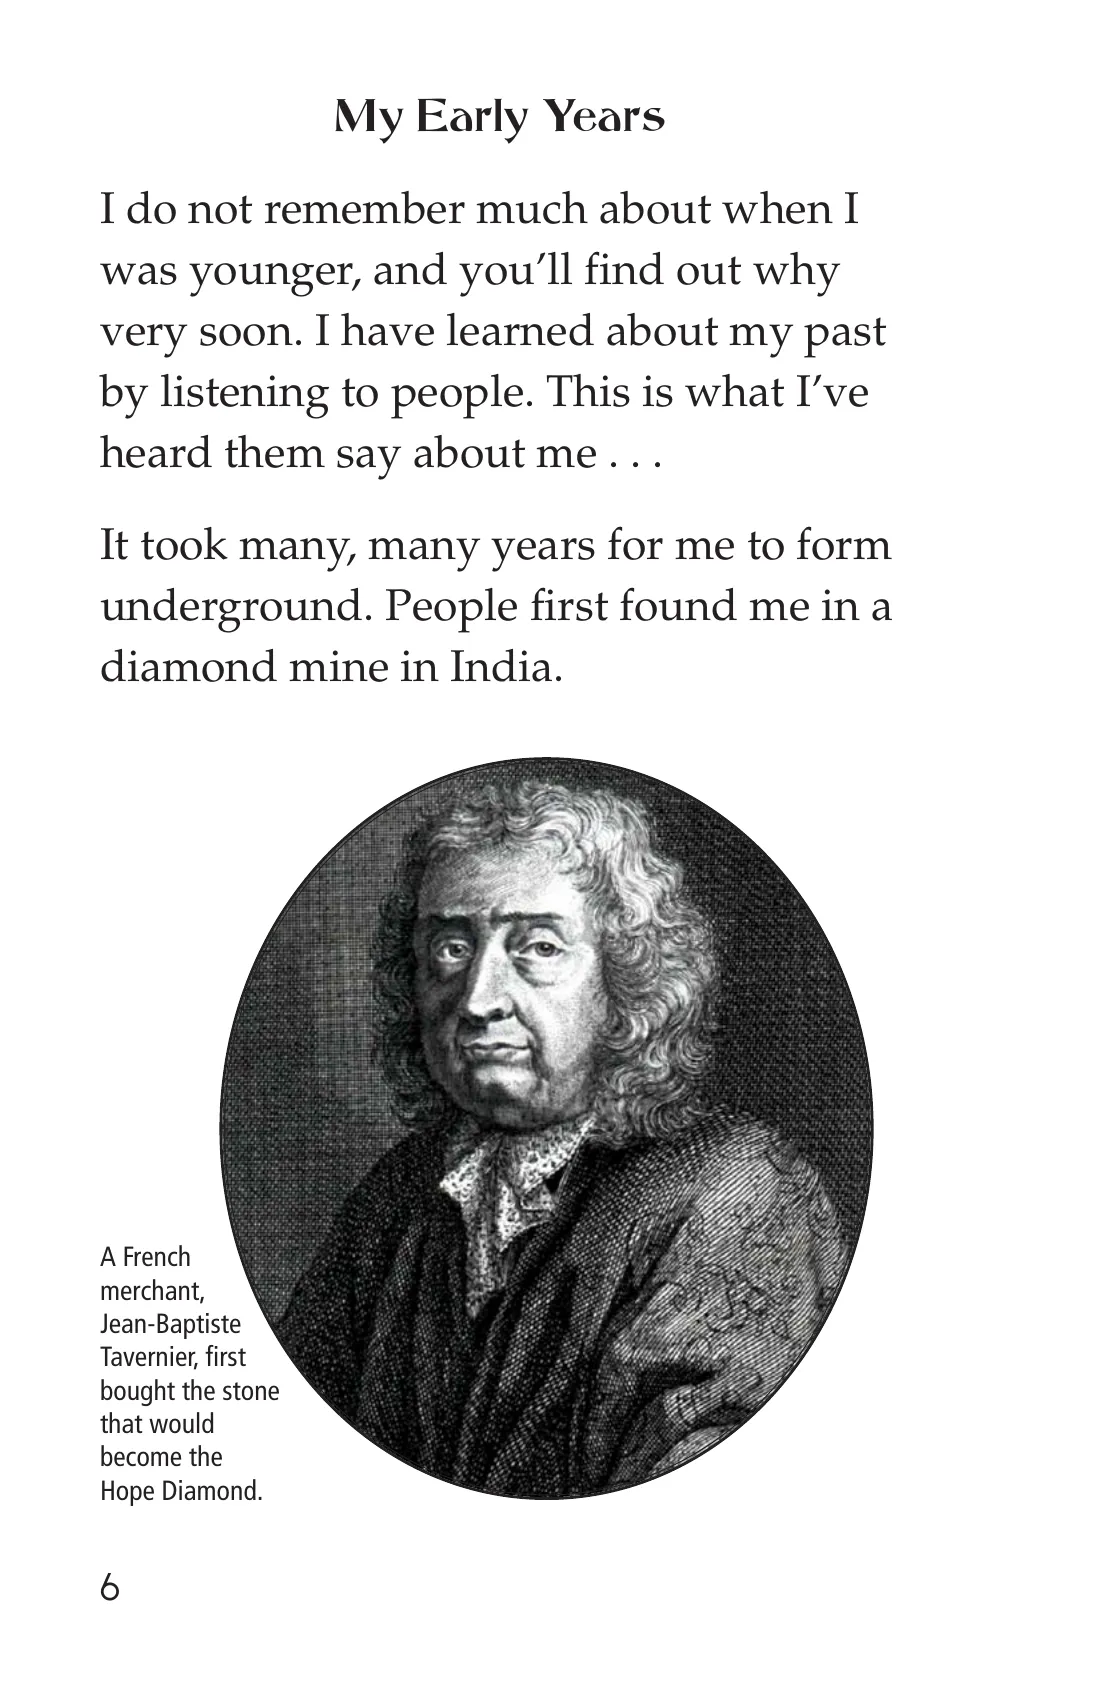 My Early Years
I do not remember much about when I
was younger, and you’ll find out why
very soon. I have learned about my past
by listening to people. This is what I’ve
heard them say about me . . .
It took many, many years for me to form
underground. People first found me in a
diamond mine in India.
A French
merchant,
Jean-Baptiste
Tavernier, first
bought the stone
that would
become the
Hope Diamond.
6